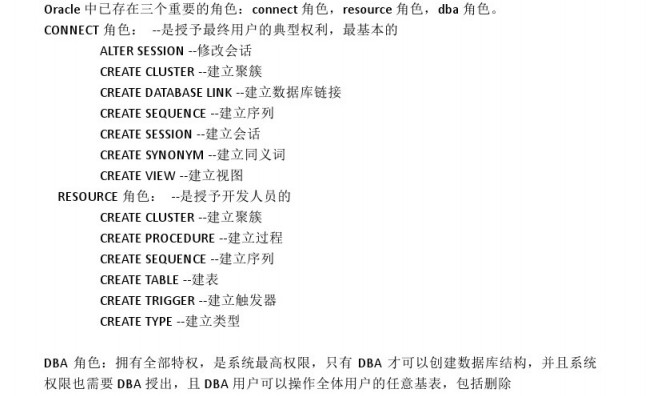 Oracle 中已存在三个重要的角色：connect 角色，resource 角色，dba 角色。
CONNECT 角色： --是授予最终用户的典型权利，最基本的
ALTER SESSION --修改会话
CREATE CLUSTER --建立聚簇
CREATE DATABASE LINK --建立数据库链接
CREATE SEQUENCE --建立序列
CREATE SESSION --建立会话
CREATE SYNONYM --建立同义词
CREATE VIEW --建立视图
RESOURCE 角色： --是授予开发人员的
CREATE CLUSTER --建立聚簇
CREATE PROCEDURE --建立过程
CREATE SEQUENCE --建立序列
CREATE TABLE --建表
CREATE TRIGGER --建立触发器
CREATE TYPE --建立类型
DBA 角色：拥有全部特权，是系统最高权限，只有 DBA 才可以创建数据库结构，并且系统
权限也需要 DBA 授出，且 DBA 用户可以操作全体用户的任意基表，包括删除